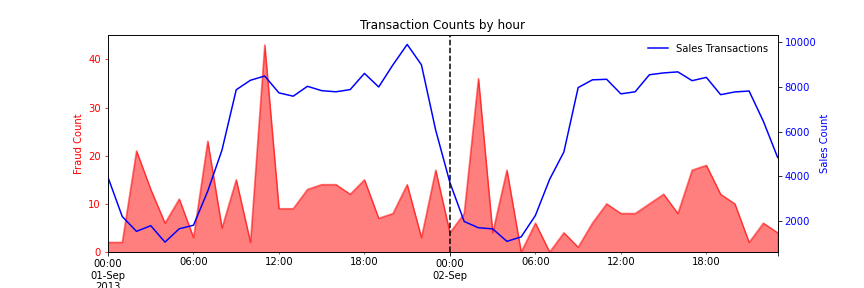 Transaction Counts by hour
Sales Transactions
Fraud Count
40
30
20
10
0
10000
8000
6000
4000
2000
Sales Count
00:00 06:00 12:00 18:00 00:00 06:00 12:00 18:00
01-Sep 02-Sep
2013